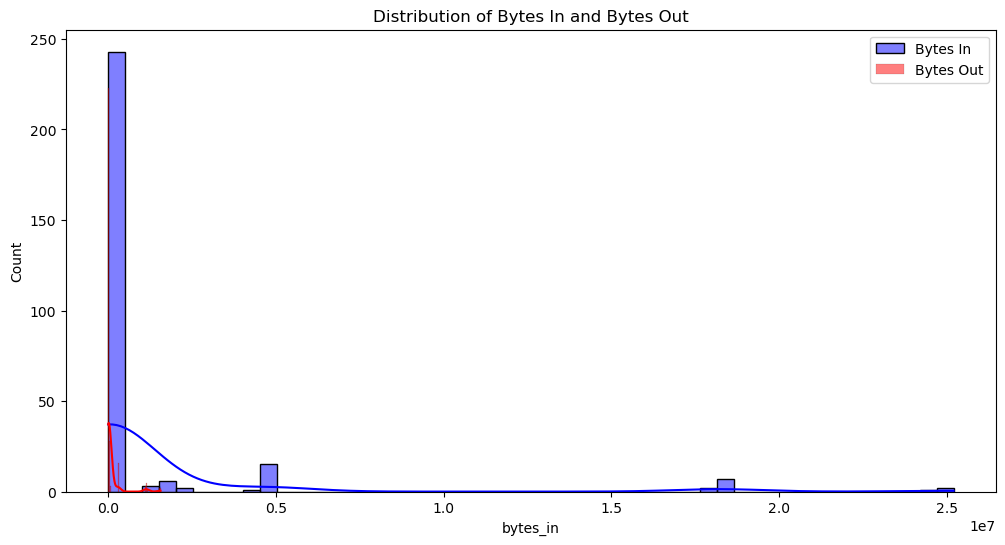 Distribution of Bytes In and Bytes Out
Bytes In
Bytes Out
Count
250
200
150
100
50
0
0.0
0.5
1.0
1.5
2.0
2.5
1e7
bytes_in